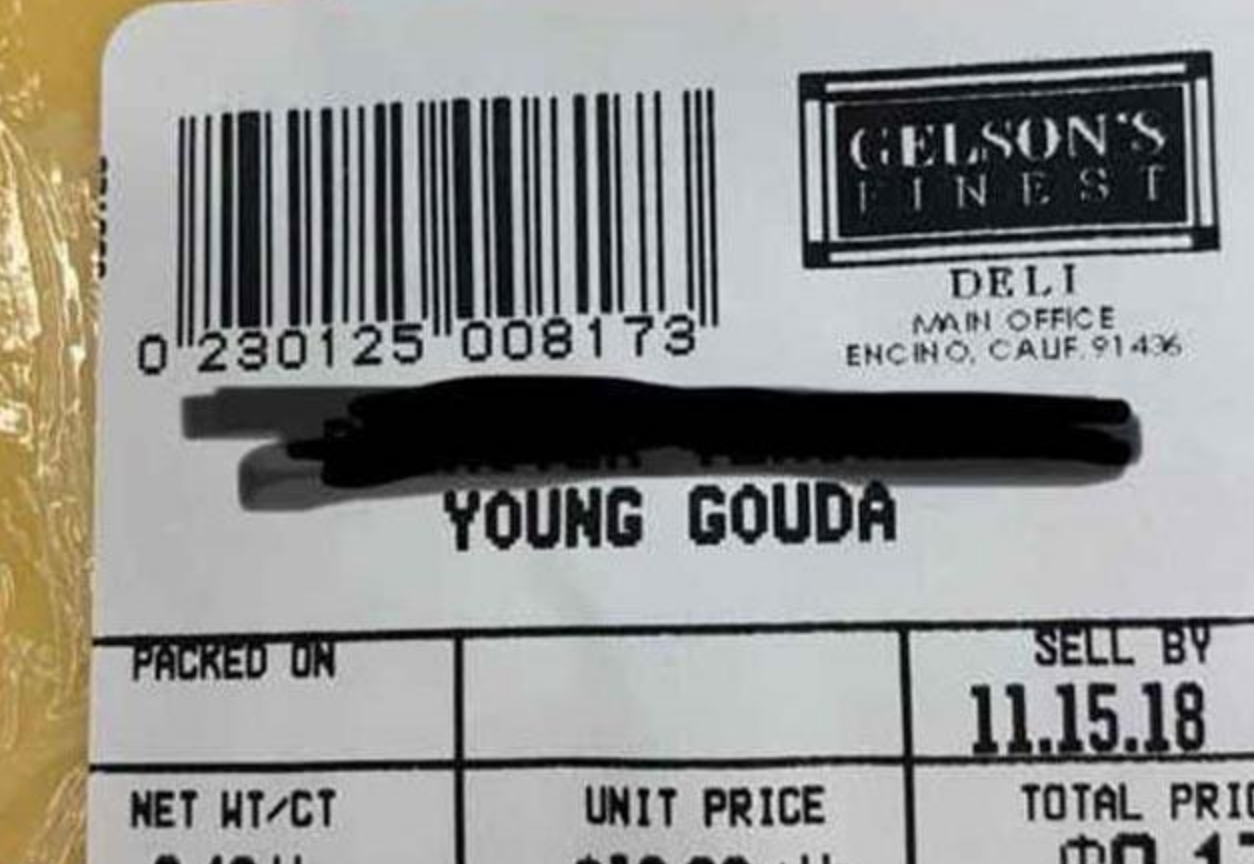 GELSON'S
FINEST
DELI
MAIN OFFICE
ENCINO, CALIF. 91436
0 230125 008173
YOUNG GOUDA
PACKED ON
SELL BY
11.15.18
NET WT/CT
UNIT PRICE
TOTAL